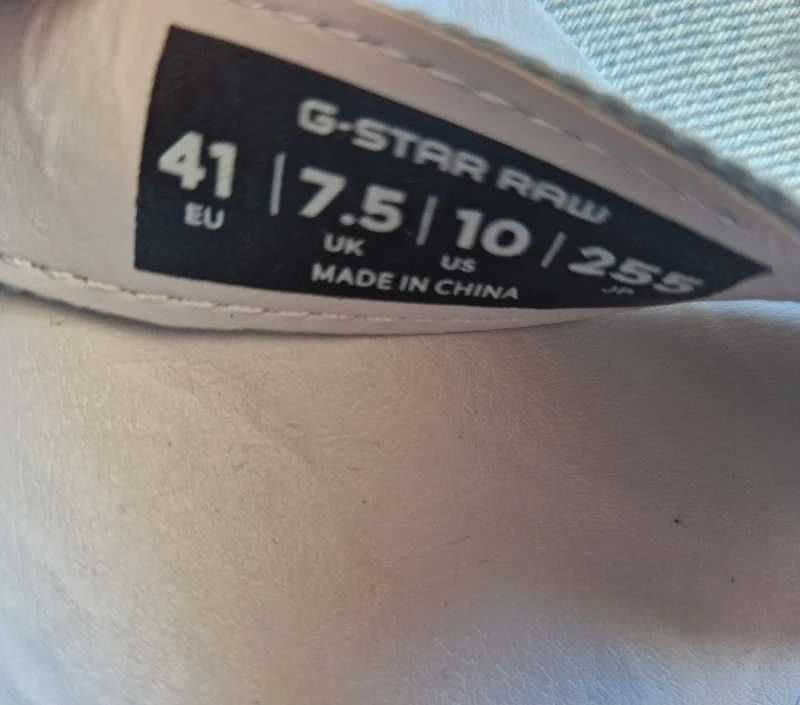 G-STAR RAW
41 | 7.5 | 10 / 255
EU UK US JP
MADE IN CHINA